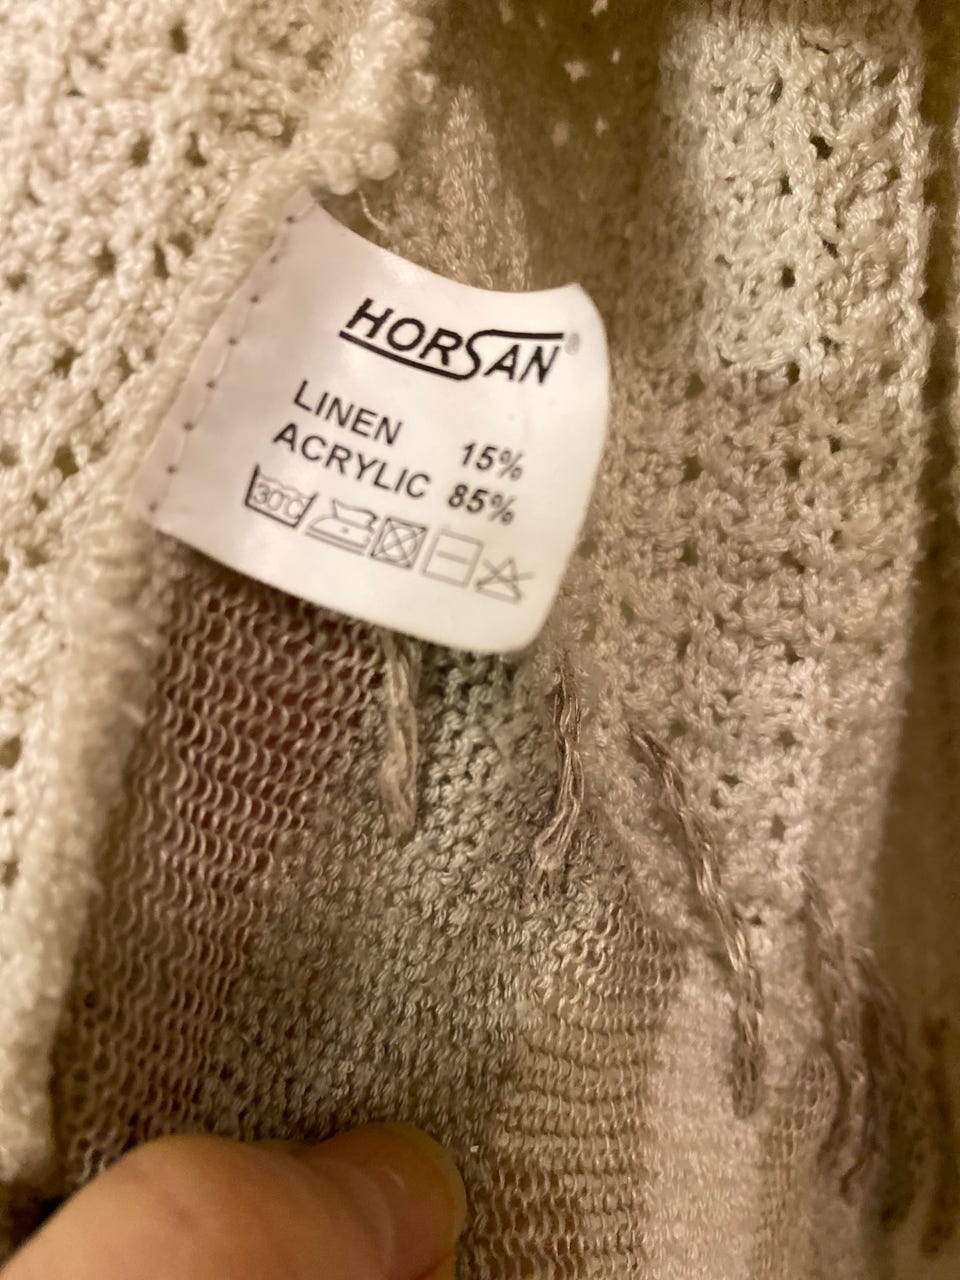 HORSAN®
LINEN 15%
ACRYLIC 85%
30°C